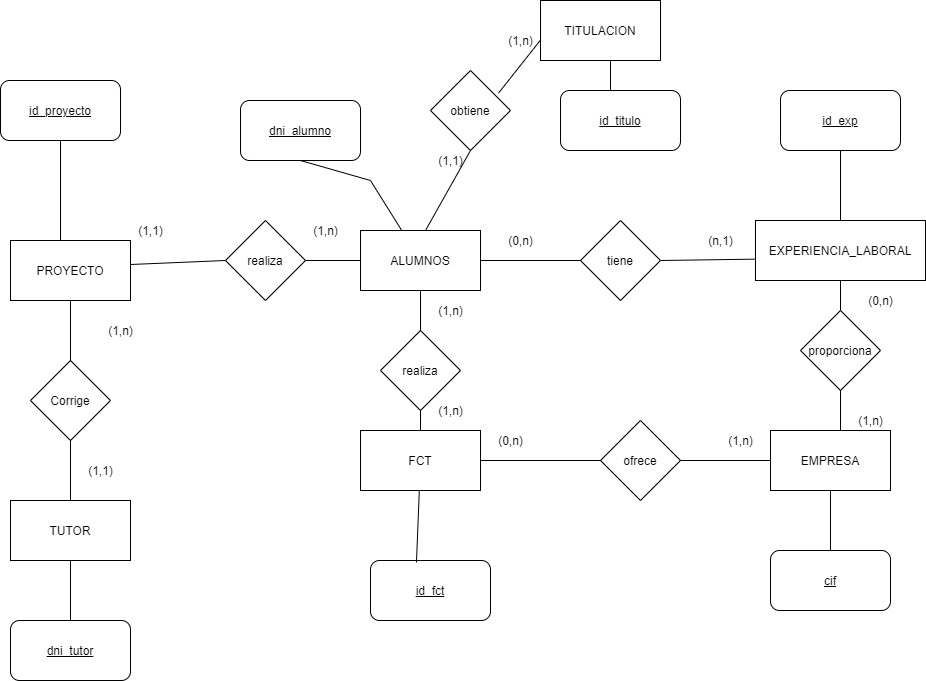 TITULACION
(1,n)
id_proyecto
obtiene
dni_alumno
id_titulo
id_exp
(1,1)
(1,1)
(1,n)
(0,n)
(n,1)
PROYECTO
realiza
ALUMNOS
tiene
EXPERIENCIA_LABORAL
(1,n)
(1,n)
(0,n)
Corrige
realiza
proporciona
(1,n)
(1,n)
(1,1)
(0,n)
(1,n)
TUTOR
FCT
ofrece
EMPRESA
id_fct
cif
dni_tutor